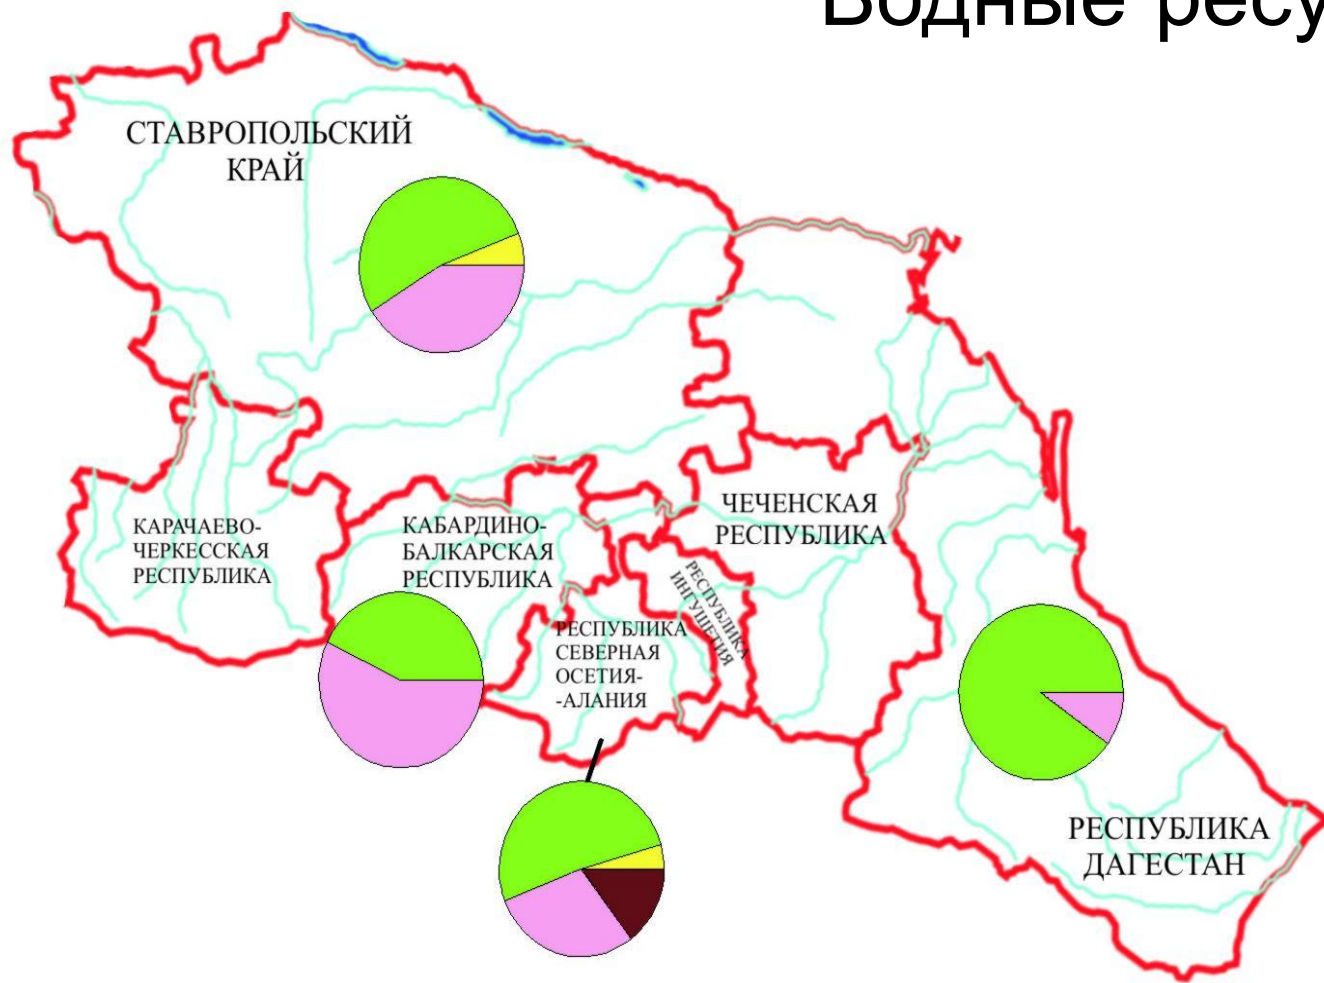 Водные ресу
СТАВРОПОЛЬСКИЙ
КРАЙ
КАРАЧАЕВО-
ЧЕРКЕССКАЯ
РЕСПУБЛИКА
КАБАРДИНО-
БАЛКАРСКАЯ
РЕСПУБЛИКА
ЧЕЧЕНСКАЯ
РЕСПУБЛИКА
РЕСПУБЛИКА
ИНГУШЕТИЯ
РЕСПУБЛИКА
СЕВЕРНАЯ
ОСЕТИЯ-
-АЛАНИЯ
РЕСПУБЛИКА
ДАГЕСТАН